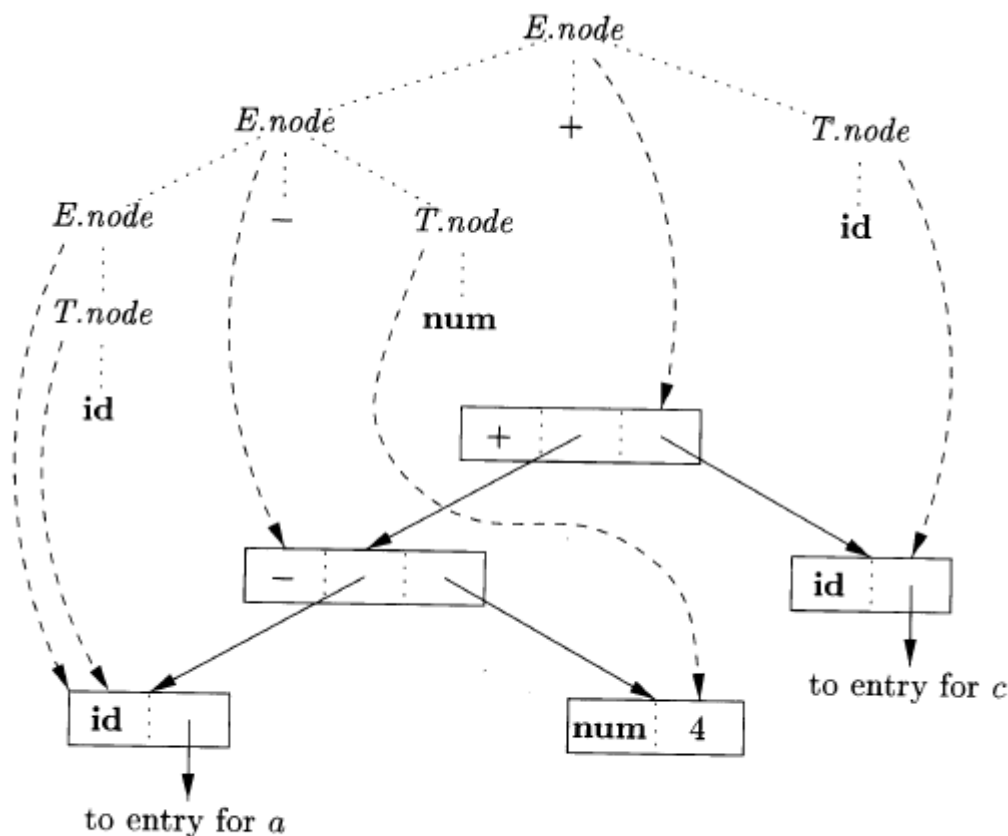 E.node
E.node + T.node
E.node − T.node id
T.node num
id
+
− id
to entry for c
id num 4
to entry for a